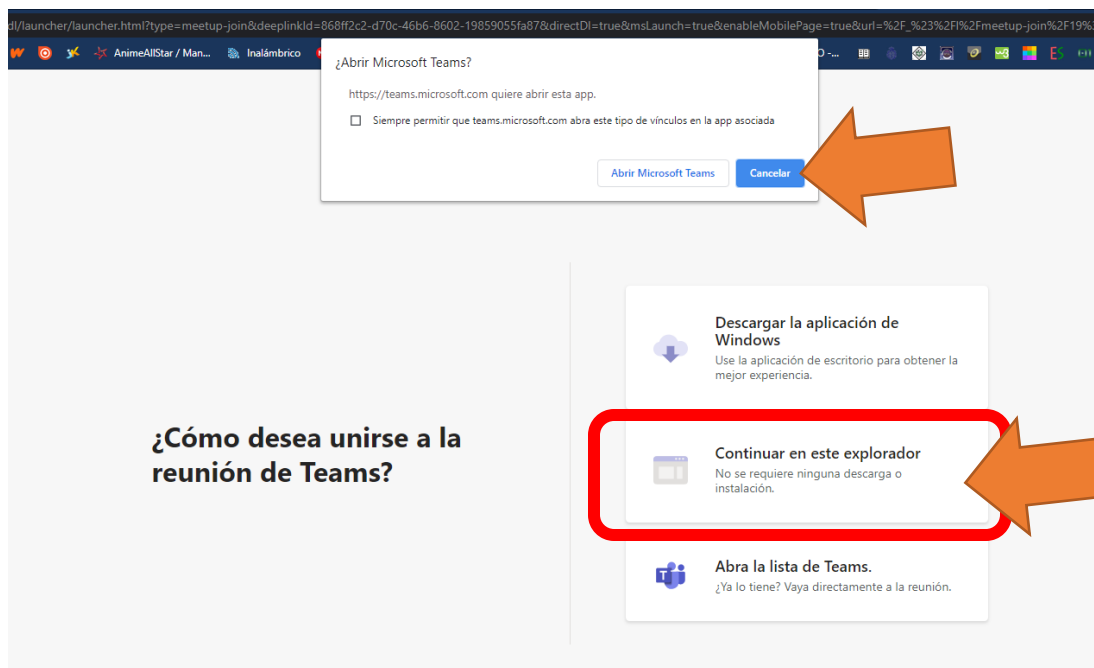 dl/launcher/launcher.html?type=meetup-join&deeplinkId=868ff2c2-d70c-46b6-8602-19859055fa87&directDl=true&msLaunch=true&enableMobilePage=true&url=%2F_%23%2Fl%2Fmeetup-join%2F19%
AnimeAllStar / Man... Inalámbrico O -... ES
¿Abrir Microsoft Teams?
https://teams.microsoft.com quiere abrir esta app.
Siempre permitir que teams.microsoft.com abra este tipo de vínculos en la app asociada
Abrir Microsoft Teams Cancelar
¿Cómo desea unirse a la
reunión de Teams?
Descargar la aplicación de
Windows
Use la aplicación de escritorio para obtener la
mejor experiencia.
Continuar en este explorador
No se requiere ninguna descarga o
instalación.
Abra la lista de Teams.
¿Ya lo tiene? Vaya directamente a la reunión.